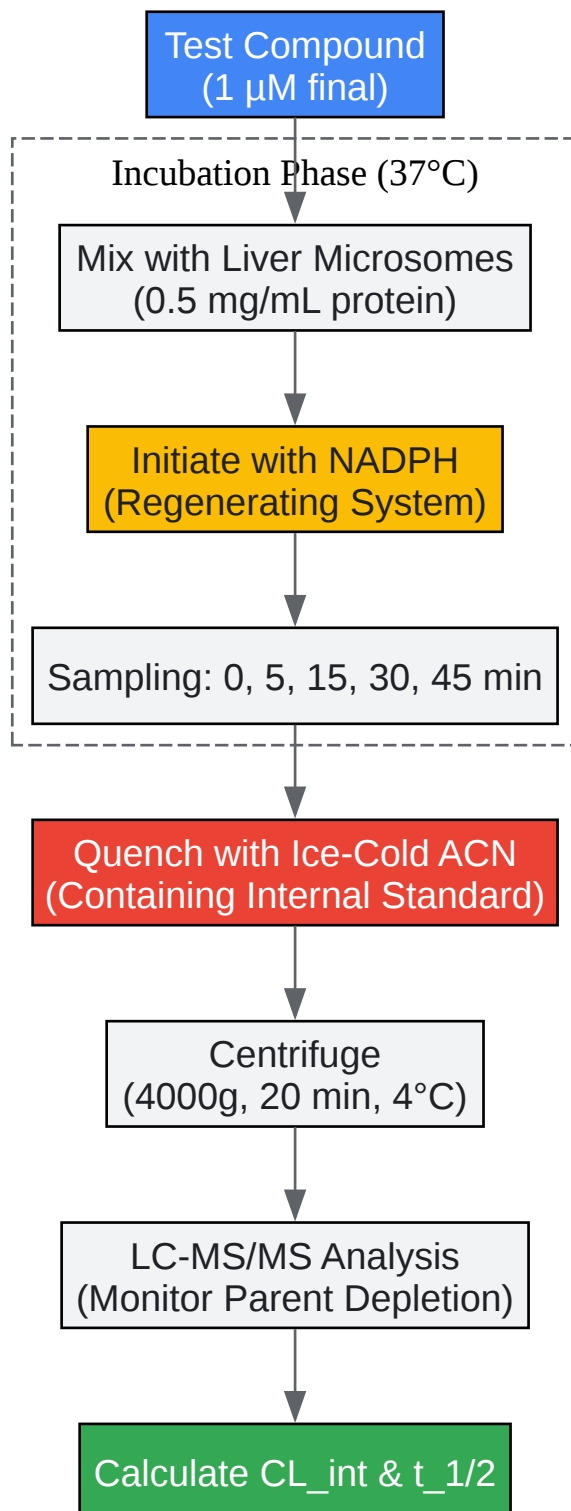 Test Compound
(1 µM final)
Incubation Phase (37°C)
Mix with Liver Microsomes
(0.5 mg/mL protein)
Initiate with NADPH
(Regenerating System)
Sampling: 0, 5, 15, 30, 45 min
Quench with Ice-Cold ACN
(Containing Internal Standard)
Centrifuge
(4000g, 20 min, 4°C)
LC-MS/MS Analysis
(Monitor Parent Depletion)
Calculate CL_int & t_1/2